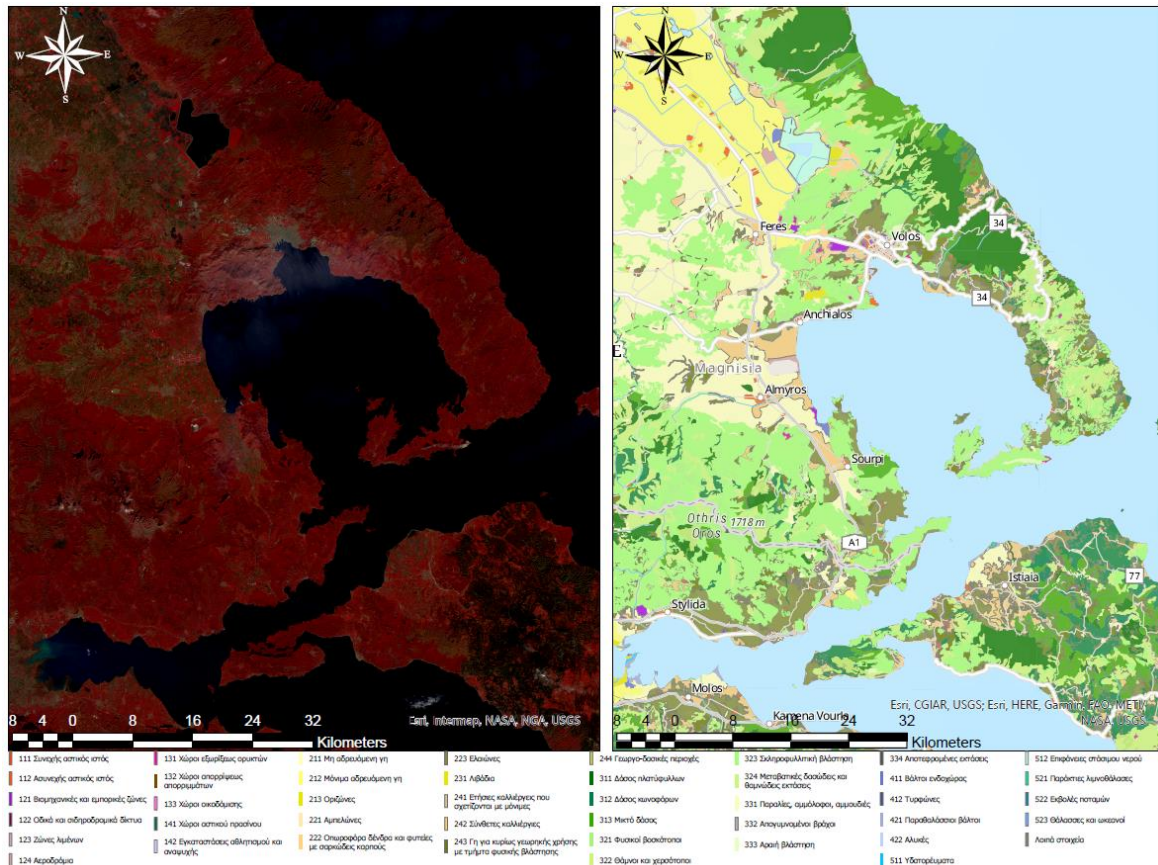 N
W
E
S
N
W
E
S
34
Feres
Volos
34
Anchialos
E
Magnisia
Almyros
Sourpi
Othris 1718 m
Oros
A1
Istiaia
77
Stylida
Molos
Kamena Vourla
Esri, Intermap, NASA, NGA, USGS
Esri, CGIAR, USGS; Esri, HERE, Garmin, FAO, METI/
NASA, USGS
8 4 0 8 16 24 32
Kilometers
8 4 0 8 16 24 32
Kilometers
111 Συνεχής αστικός ιστός
112 Ασυνεχής αστικός ιστός
121 Βιομηχανικές και εμπορικές ζώνες
122 Οδικά και σιδηροδρομικά δίκτυα
123 Ζώνες λιμένων
124 Αεροδρόμια
131 Χώροι εξορύξεως ορυκτών
132 Χώροι απορρίψεως
απορριμμάτων
133 Χώροι οικοδόμησης
141 Χώροι αστικού πρασίνου
142 Εγκαταστάσεις αθλητισμού και
αναψυχής
211 Μη αρδευόμενη γη
212 Μόνιμα αρδευόμενη γη
213 Ορυζώνες
221 Αμπελώνες
222 Οπωροφόρα δένδρα και φυτείες
με σαρκώδεις καρπούς
223 Ελαιώνες
231 Λιβάδια
241 Ετήσιες καλλιέργειες που
σχετίζονται με μόνιμες
242 Σύνθετες καλλιέργειες
243 Γη για κυρίως γεωργικής χρήσης
με τμήματα φυσικής βλάστησης
244 Γεωργο-δασικές περιοχές
311 Δάσος πλατύφυλλων
312 Δάσος κωνοφόρων
313 Μικτό δάσος
321 Φυσικοί βοσκότοποι
322 Θάμνοι και χερσότοποι
323 Σκληροφυλλική βλάστηση
324 Μεταβατικές δασώδεις και
θαμνώδεις εκτάσεις
331 Παραλίες, αμμόλοφοι, αμμουδιές
332 Απογυμνωμένοι βράχοι
333 Αραιή βλάστηση
334 Αποτεφρωμένες εκτάσεις
411 Βάλτοι ενδοχώρας
412 Τυρφώνες
421 Παραθαλάσσιοι βάλτοι
422 Αλυκές
511 Υδατορεύματα
512 Επιφάνειες στάσιμου νερού
521 Παράκτιες λιμνοθάλασσες
522 Εκβολές ποταμών
523 Θάλασσες και ωκεανοί
Λοιπά στοιχεία